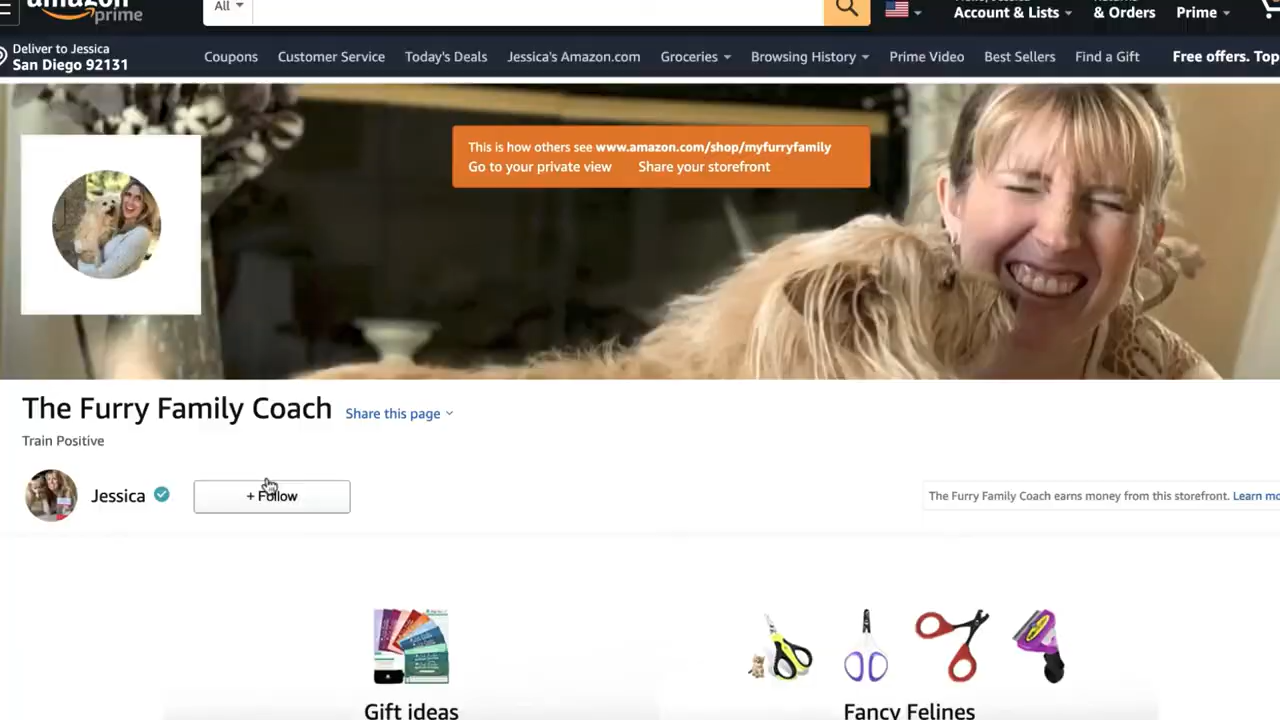 amazon
prime
All
Account & Lists
& Orders
Prime
Deliver to Jessica
San Diego 92131
Coupons
Customer Service
Today's Deals
Jessica's Amazon.com
Groceries
Browsing History
Prime Video
Best Sellers
Find a Gift
Free offers. Top
This is how others see www.amazon.com/shop/myfurryfamily
Go to your private view
Share your storefront
The Furry Family Coach
Share this page
Train Positive
Jessica
+ Follow
The Furry Family Coach earns money from this storefront. Learn mo
Gift ideas
Fancy Felines